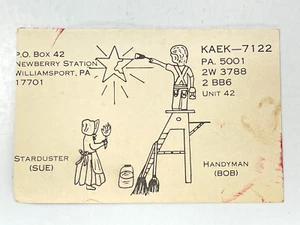 P.O. Box 42
Newberry Station
Williamsport, PA
17701
KAEK—7122
PA. 5001
2W 3788
2 BB6
Unit 42
Starduster
(Sue)
Handyman
(Bob)